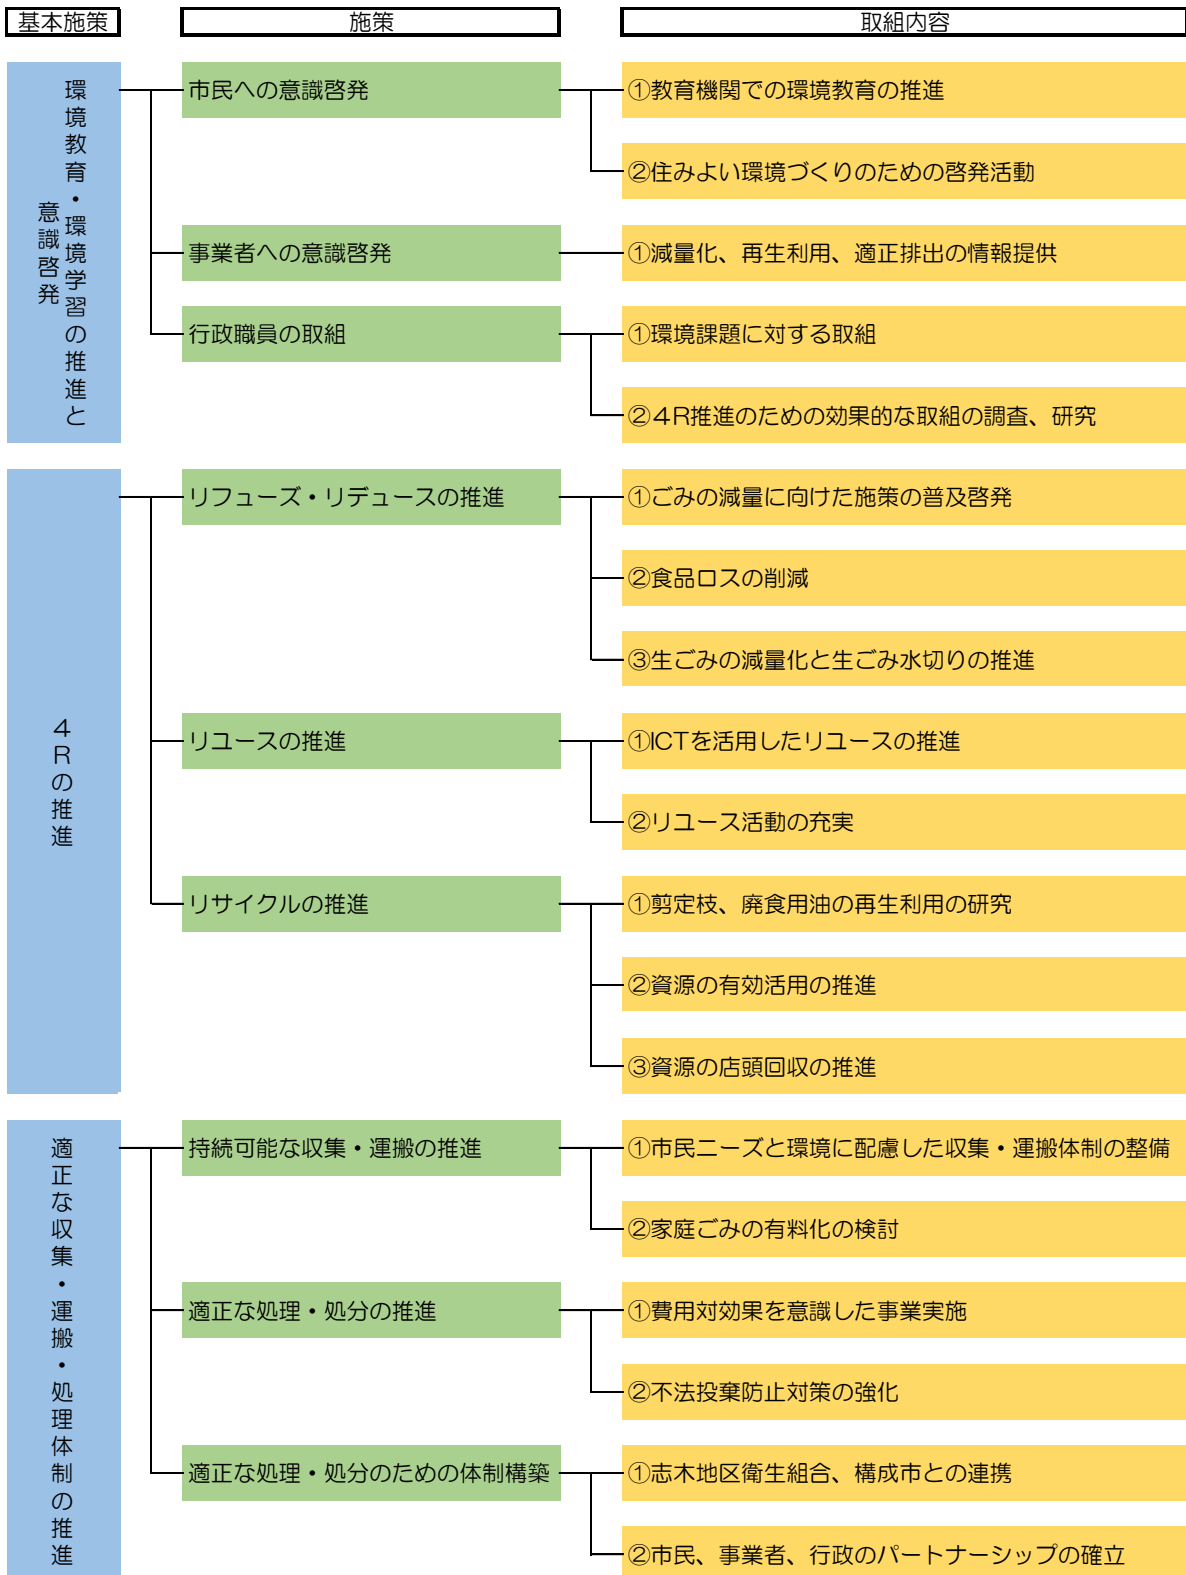 基本施策
施策
取組内容
環境教育・環境学習の推進と
意識啓発
市民への意識啓発
①教育機関での環境教育の推進
②住みよい環境づくりのための啓発活動
事業者への意識啓発
①減量化、再生利用、適正排出の情報提供
行政職員の取組
①環境課題に対する取組
②４R推進のための効果的な取組の調査、研究
４Rの推進
リフューズ・リデュースの推進
①ごみの減量に向けた施策の普及啓発
②食品ロスの削減
③生ごみの減量化と生ごみ水切りの推進
リユースの推進
①ICTを活用したリユースの推進
②リユース活動の充実
リサイクルの推進
①剪定枝、廃食用油の再生利用の研究
②資源の有効活用の推進
③資源の店頭回収の推進
適正な収集・運搬・処理体制の推進
持続可能な収集・運搬の推進
①市民ニーズと環境に配慮した収集・運搬体制の整備
②家庭ごみの有料化の検討
適正な処理・処分の推進
①費用対効果を意識した事業実施
②不法投棄防止対策の強化
適正な処理・処分のための体制構築
①志木地区衛生組合、構成市との連携
②市民、事業者、行政のパートナーシップの確立